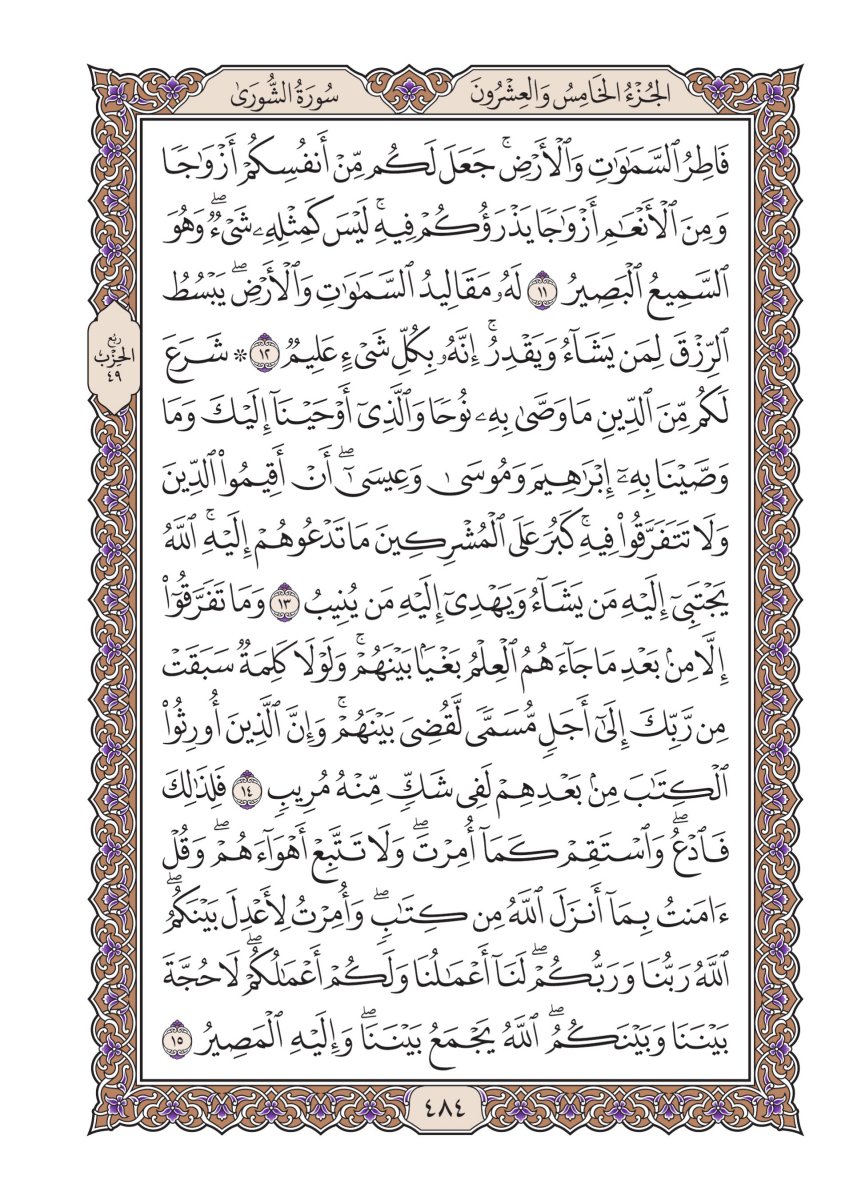 الجُزْءُ الخَامِسُ وَالعِشْرُونَ
سُورَةُ الشُّورَىٰ
فَاطِرُ ٱلسَّمَٰوَٰتِ وَٱلۡأَرۡضِۚ جَعَلَ لَكُم مِّنۡ أَنفُسِكُمۡ أَزۡوَٰجٗا
وَمِنَ ٱلۡأَنۡعَٰمِ أَزۡوَٰجٗا يَذۡرَؤُكُمۡ فِيهِۚ لَيۡسَ كَمِثۡلِهِۦ شَيۡءٞۖ وَهُوَ
ٱلسَّمِيعُ ٱلۡبَصِيرُ ١١ لَهُۥ مَقَالِيدُ ٱلسَّمَٰوَٰتِ وَٱلۡأَرۡضِۖ يَبۡسُطُ
ٱلرِّزۡقَ لِمَن يَشَآءُ وَيَقۡدِرُۚ إِنَّهُۥ بِكُلِّ شَيۡءٍ عَلِيمٞ ١٢ ۞ شَرَعَ
لَكُم مِّنَ ٱلدِّينِ مَا وَصَّىٰ بِهِۦ نُوحٗا وَٱلَّذِيٓ أَوۡحَيۡنَآ إِلَيۡكَ وَمَا
وَصَّيۡنَا بِهِۦٓ إِبۡرَٰهِيمَ وَمُوسَىٰ وَعِيسَىٰٓۖ أَنۡ أَقِيمُواْ ٱلدِّينَ
وَلَا تَتَفَرَّقُواْ فِيهِۚ كَبُرَ عَلَى ٱلۡمُشۡرِكِينَ مَا تَدۡعُوهُمۡ إِلَيۡهِۚ ٱللَّهُ
يَجۡتَبِيٓ إِلَيۡهِ مَن يَشَآءُ وَيَهۡدِيٓ إِلَيۡهِ مَن يُنِيبُ ١٣ وَمَا تَفَرَّقُوٓاْ
إِلَّا مِنۢ بَعۡدِ مَا جَآءَهُمُ ٱلۡعِلۡمُ بَغۡيَۢا بَيۡنَهُمۡۚ وَلَوۡلَا كَلِمَةٞ سَبَقَتۡ
مِن رَّبِّكَ إِلَىٰٓ أَجَلٖ مُّسَمّٗى لَّقُضِيَ بَيۡنَهُمۡۚ وَإِنَّ ٱلَّذِينَ أُورِثُواْ
ٱلۡكِتَٰبَ مِنۢ بَعۡدِهِمۡ لَفِي شَكّٖ مِّنۡهُ مُرِيبٖ ١٤ فَلِذَٰلِكَ
فَٱدۡعُۖ وَٱسۡتَقِمۡ كَمَآ أُمِرۡتَۖ وَلَا تَتَّبِعۡ أَهۡوَآءَهُمۡۖ وَقُلۡ
ءَامَنتُ بِمَآ أَنزَلَ ٱللَّهُ مِن كِتَٰبٖۖ وَأُمِرۡتُ لِأَعۡدِلَ بَيۡنَكُمُۖ
ٱللَّهُ رَبُّنَا وَرَبُّكُمۡۖ لَنَآ أَعۡمَٰلُنَا وَلَكُمۡ أَعۡمَٰلُكُمۡۖ لَا حُجَّةَ
بَيۡنَنَا وَبَيۡنَكُمُۖ ٱللَّهُ يَجۡمَعُ بَيۡنَنَاۖ وَإِلَيۡهِ ٱلۡمَصِيرُ ١٥
ربع
الحزب
٤٩
٤٨٤